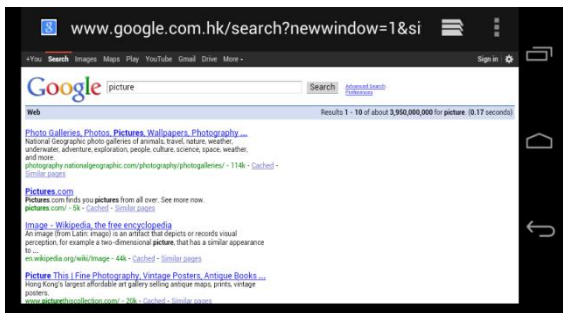 www.google.com.hk/search?newwindow=1&si
+You Search Images Maps Play YouTube Gmail Drive More -
Sign in
Google
picture
Search
Advanced Search
Preferences
Web
Results 1 - 10 of about 3,950,000,000 for picture. (0.17 seconds)
Photo Galleries, Photos, Pictures, Wallpapers, Photography ...
National Geographic photo galleries of animals, travel, nature, weather,
underwater, adventure, exploration, people, culture, science, space, weather,
and more.
photography.nationalgeographic.com/photography/photogalleries/ - 114k - Cached -
Similar pages
Pictures.com
Pictures.com finds you pictures from all over. See more now.
pictures.com/ - 5k - Cached - Similar pages
Image - Wikipedia, the free encyclopedia
An image (from Latin: imago) is an artifact that depicts or records visual
perception, for example a two-dimensional picture, that has a similar appearance
to ...
en.wikipedia.org/wiki/Image - 44k - Cached - Similar pages
Picture This | Fine Photography, Vintage Posters, Antique Books ...
Hong Kong's largest affordable art gallery selling antique maps, prints, vintage
posters.
www.picturethiscollection.com/ - 20k - Cached - Similar pages